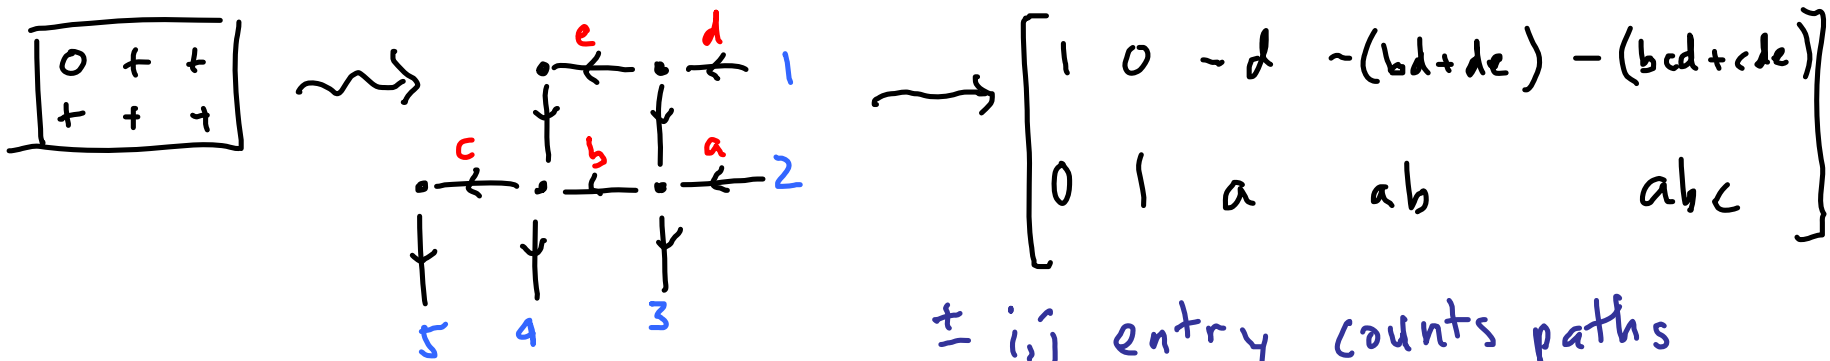 0 + +
+ + +
e d 1
c b a 2
5 4 3
1 0 -d -(bd+de) -(bcd+cde)
0 1 a ab abc
± i,j entry counts paths